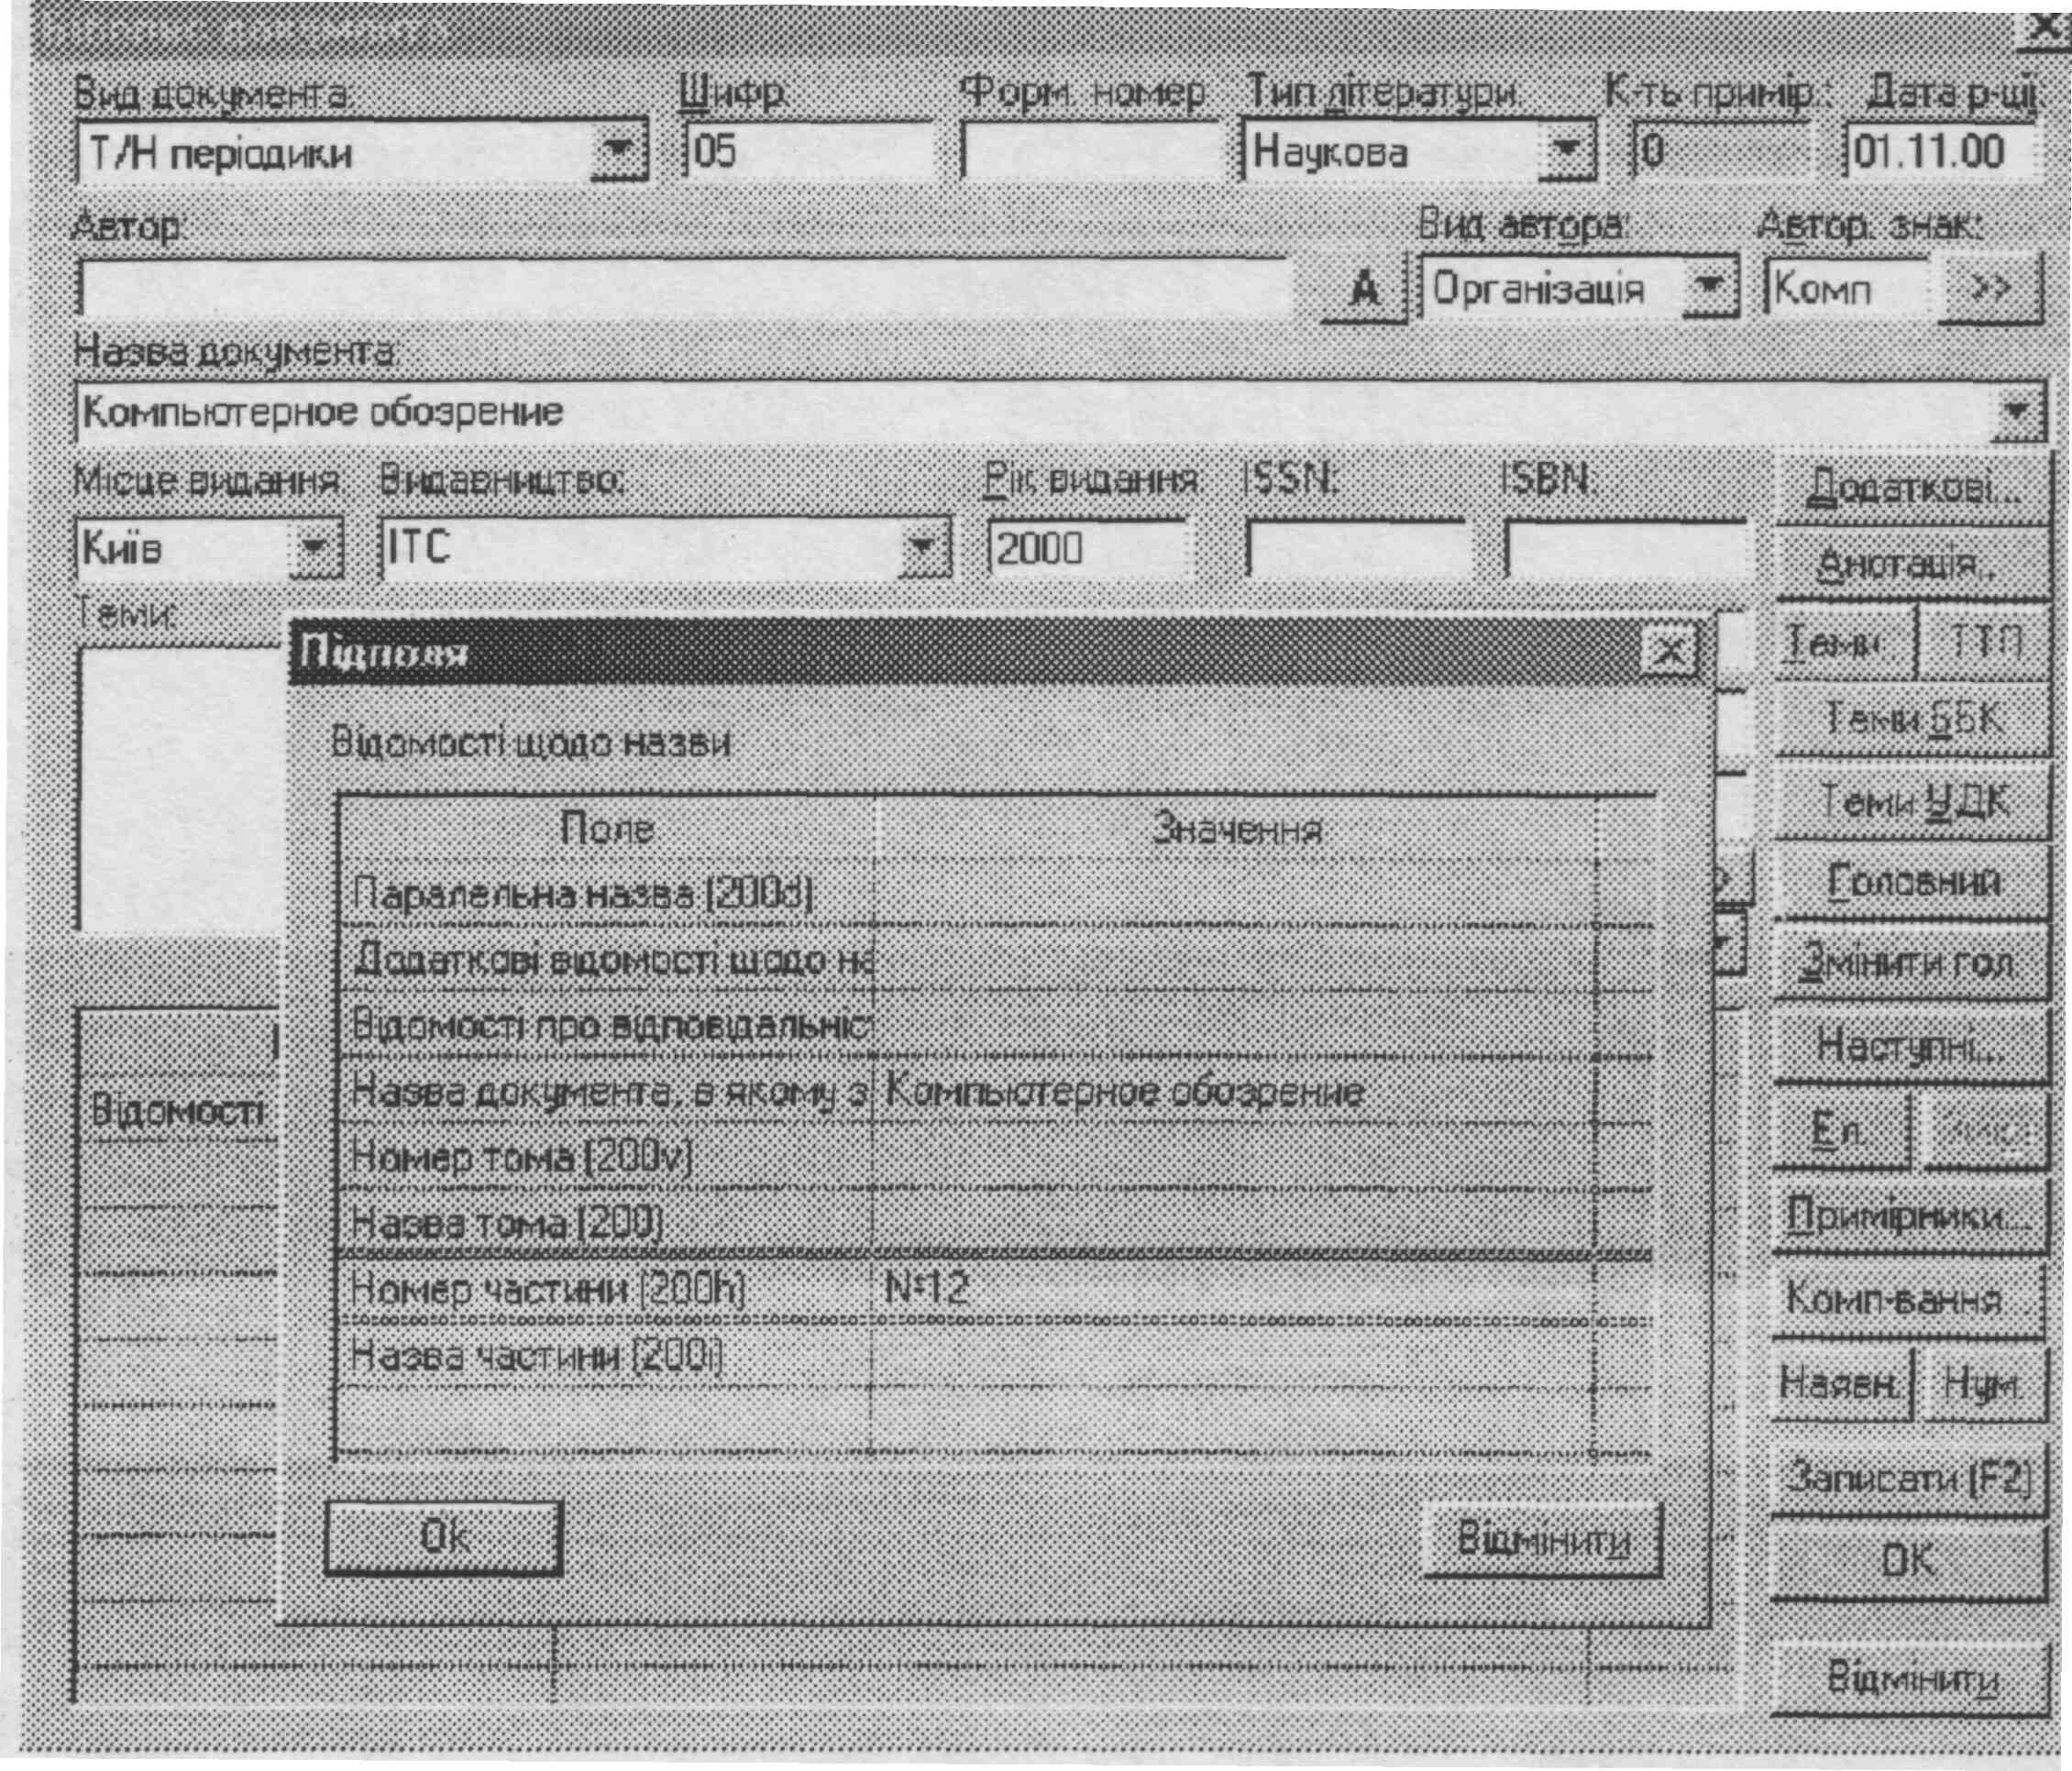 Вид документа: Шифр: Форм. номер Тип літератури: К-ть примір.: Дата р-ції:
Т/Н періодики 05 Наукова 0 01.11.00
Автор: Вид автора: Автор. знак:
А Організація Комп >>
Назва документа:
Компьютерное обозрение
Місце видання: Видавництво: Рік видання: ISSN: ISBN: Додаткові...
Київ ІТС 2000 Анотація...
Теми:
Підполя Теми... ТТП
Відомості щодо назви Теми ББК
Поле Значення Теми УДК
Паралельна назва (200d) Головний
Додаткові відомості щодо на Змінити гол.
Відомості про відповідальніс Наступні...
Назва документа, в якому з Компьютерное обозрение
Відомості Ел.
Номер тома (200v)
Назва тома (200) Примірники...
Номер частини (200h) №12 Комп-вання...
Назва частини (200i) Наявн. Нум.
Записати (F2)
Ok Відмінити OK
Відмінити